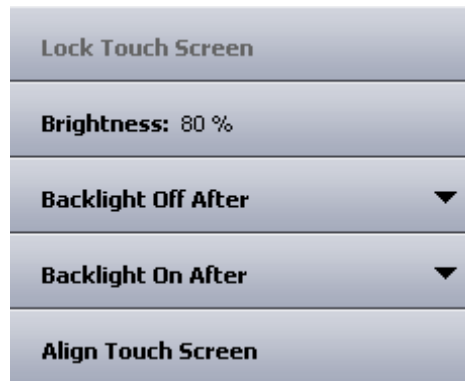 Lock Touch Screen
Brightness: 80 %
Backlight Off After
Backlight On After
Align Touch Screen